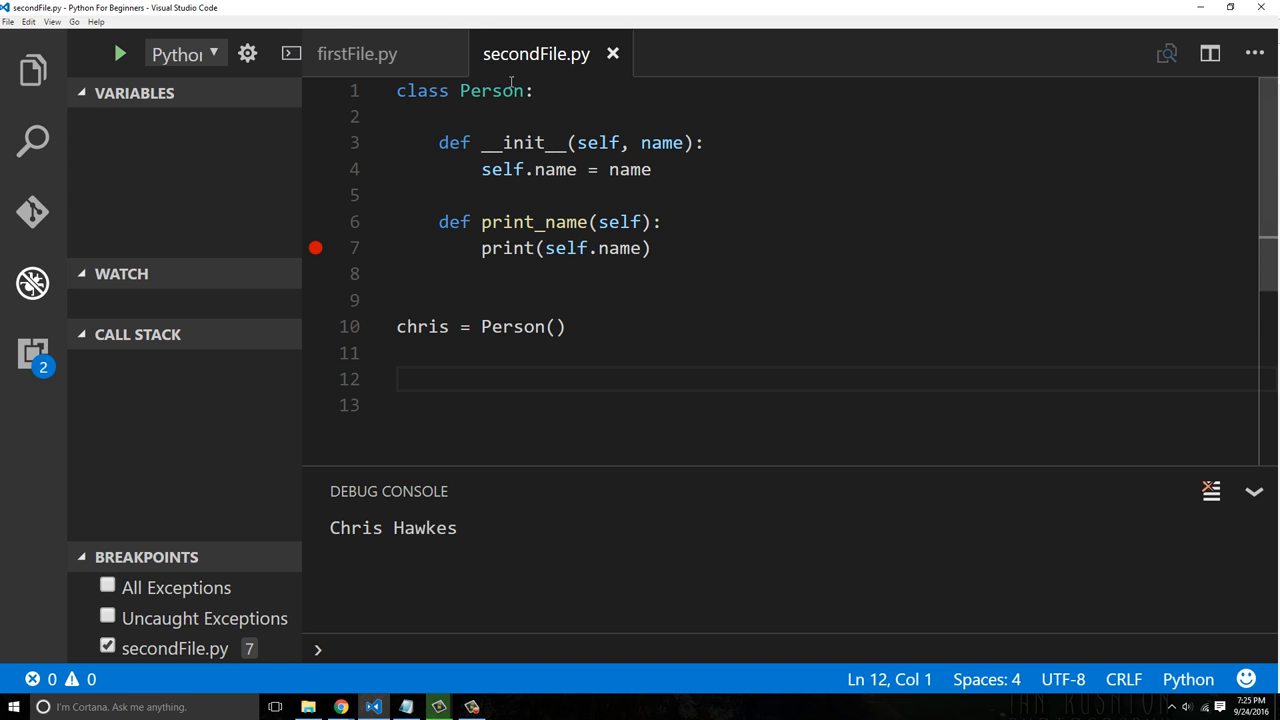 secondFile.py - Python For Beginners - Visual Studio Code
File Edit View Go Help
Python
firstFile.py
secondFile.py
VARIABLES
WATCH
CALL STACK
BREAKPOINTS
All Exceptions
Uncaught Exceptions
secondFile.py 7
2
1 class Person:
2
3 def __init__(self, name):
4 self.name = name
5
6 def print_name(self):
7 print(self.name)
8
9
10 chris = Person()
11
12
13
DEBUG CONSOLE
Chris Hawkes
0 0
Ln 12, Col 1 Spaces: 4 UTF-8 CRLF Python
I'm Cortana. Ask me anything.
7:25 PM
9/24/2016